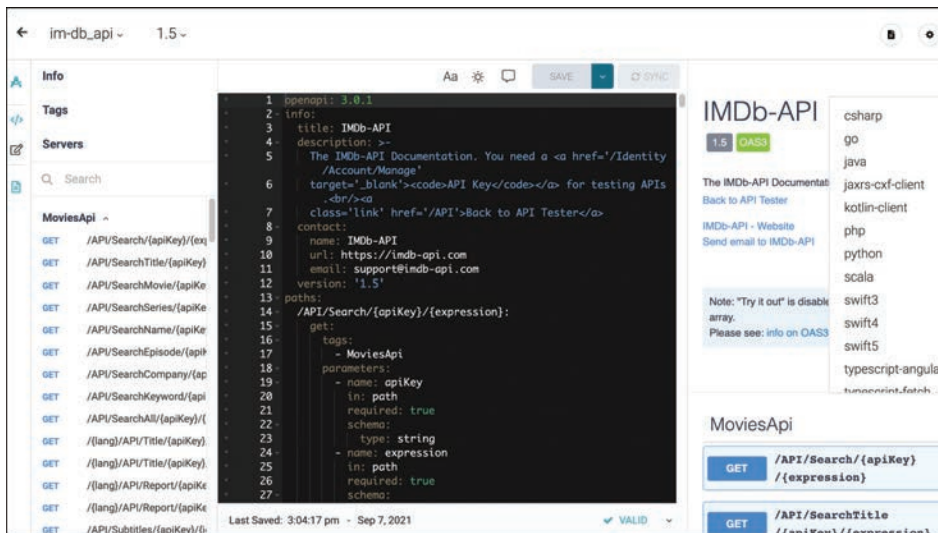 im-db_api
1.5
Info
Tags
Servers
Search
MoviesApi
GET /API/Search/{apiKey}/{exp
GET /API/SearchTitle/{apiKey}
GET /API/SearchMovie/{apiKe
GET /API/SearchSeries/{apiKe
GET /API/SearchName/{apiKe
GET /API/SearchEpisode/{apiK
GET /API/SearchCompany/{ap
GET /API/SearchKeyword/{api
GET /API/SearchAll/{apiKey}/{
GET /{lang}/API/Title/{apiKey}
GET /{lang}/API/Title/{apiKey}
GET /{lang}/API/Report/{apiKe
GET /{lang}/API/Report/{apiKe
GET /API/Subtitles/{apiKey}/{i
Aa
SAVE
SYNC
1 openapi: 3.0.1
2 info:
3 title: IMDb-API
4 description: >-
5 The IMDb-API Documentation. You need a <a href='/Identity
/Account/Manage'
6 target='_blank'><code>API Key</code></a> for testing APIs
.<br/><a
7 class='link' href='/API'>Back to API Tester</a>
8 contact:
9 name: IMDb-API
10 url: https://imdb-api.com
11 email: support@imdb-api.com
12 version: '1.5'
13 paths:
14 /API/Search/{apiKey}/{expression}:
15 get:
16 tags:
17 - MoviesApi
18 parameters:
19 - name: apiKey
20 in: path
21 required: true
22 schema:
23 type: string
24 - name: expression
25 in: path
26 required: true
27 schema:
Last Saved: 3:04:17 pm - Sep 7, 2021
VALID
IMDb-API
1.5 OAS3
The IMDb-API Documentati
Back to API Tester
IMDb-API - Website
Send email to IMDb-API
Note: "Try it out" is disable
array.
Please see: info on OAS3
csharp
go
java
jaxrs-cxf-client
kotlin-client
php
python
scala
swift3
swift4
swift5
typescript-angula
typescript-fetch
MoviesApi
GET /API/Search/{apiKey}
/{expression}
GET /API/SearchTitle
/{apiKey}/{expression}